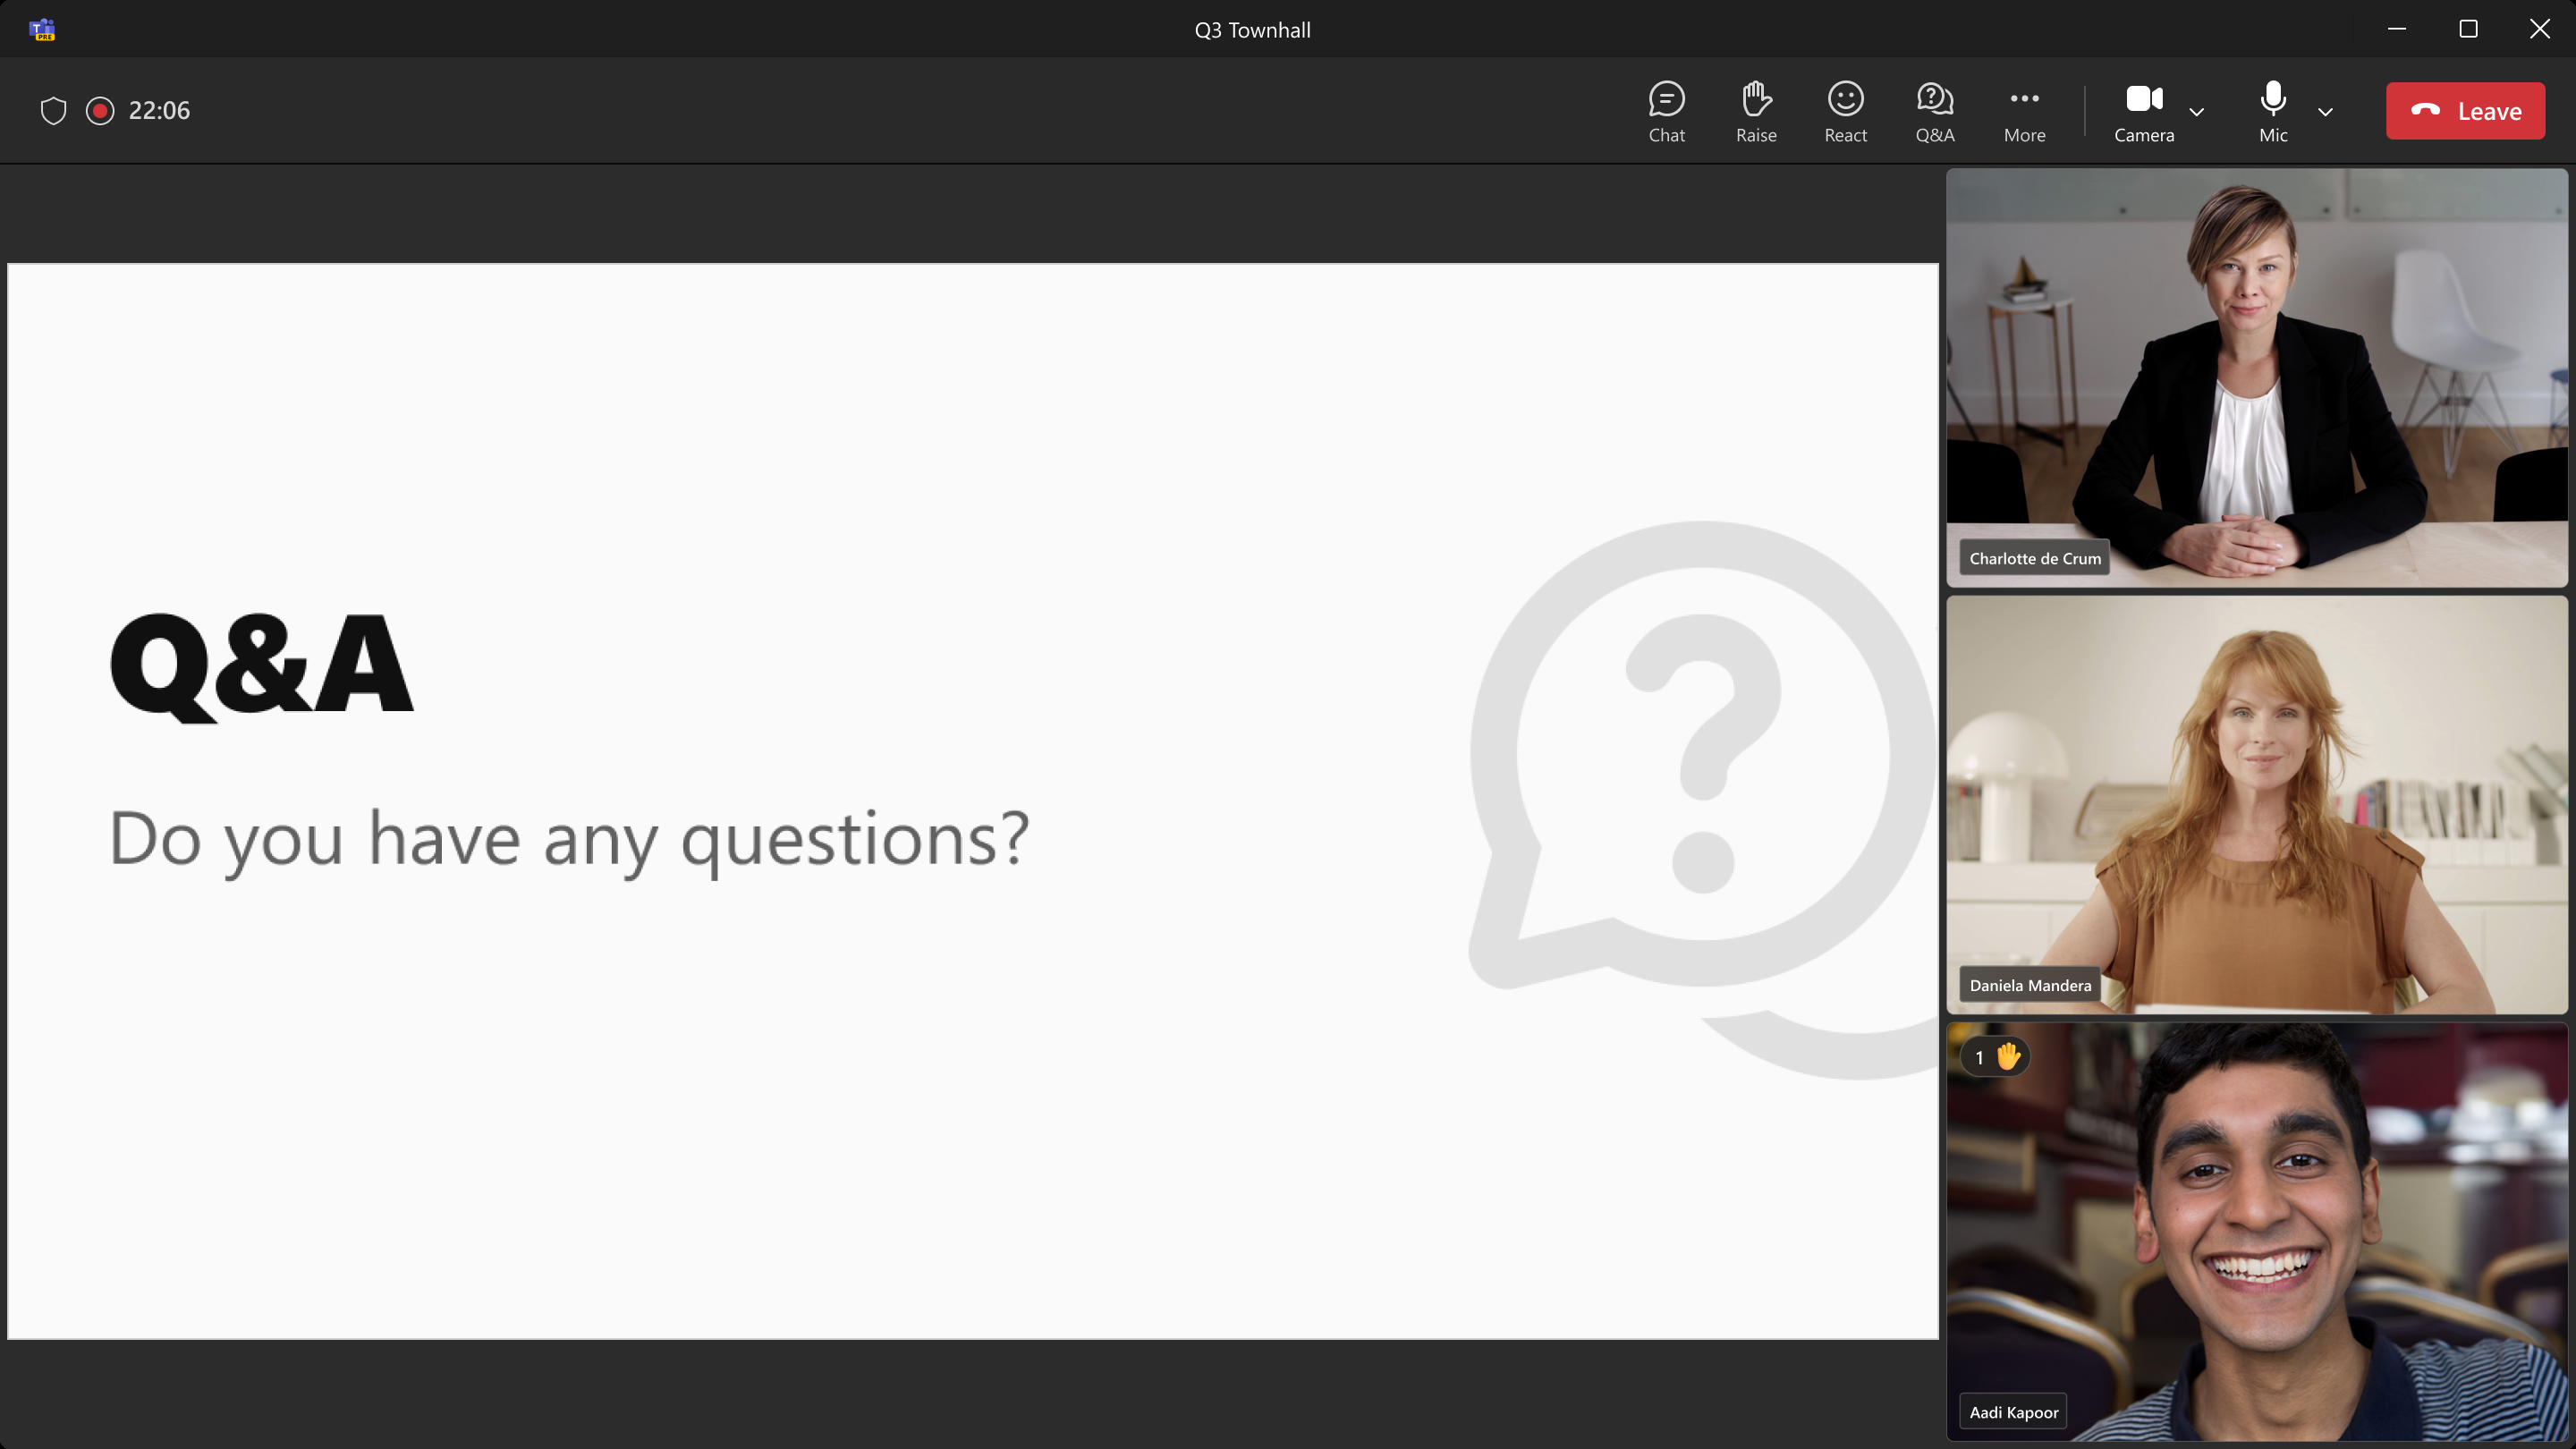 Q3 Townhall
T
PRE
22:06
Chat
Raise
React
Q&A
More
Camera
Mic
Leave
Q&A
Do you have any questions?
Charlotte de Crum
Daniela Mandera
1
Aadi Kapoor